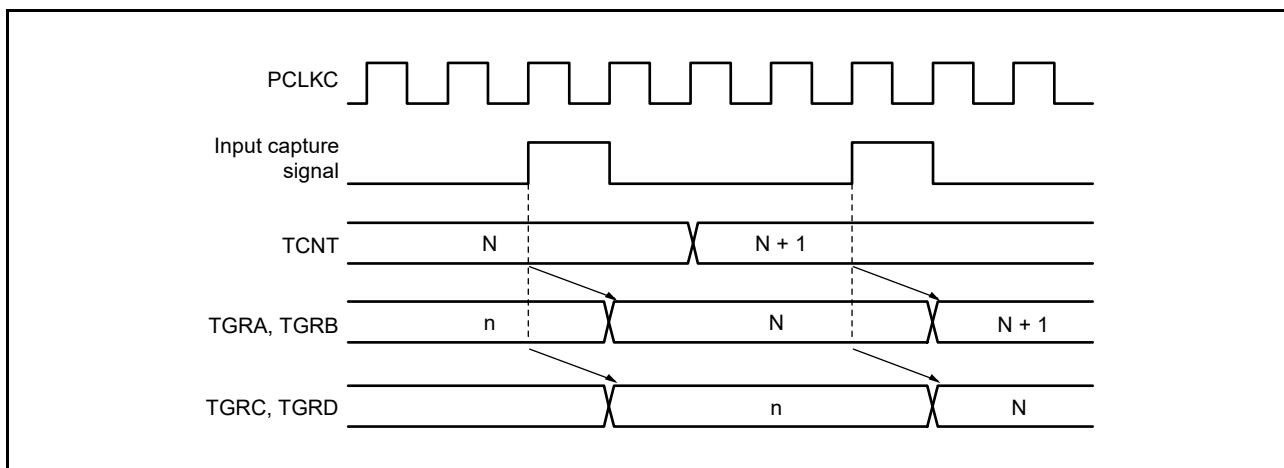 PCLKC
Input capture
signal
TCNT N N + 1
TGRA, TGRB n N N + 1
TGRC, TGRD n N